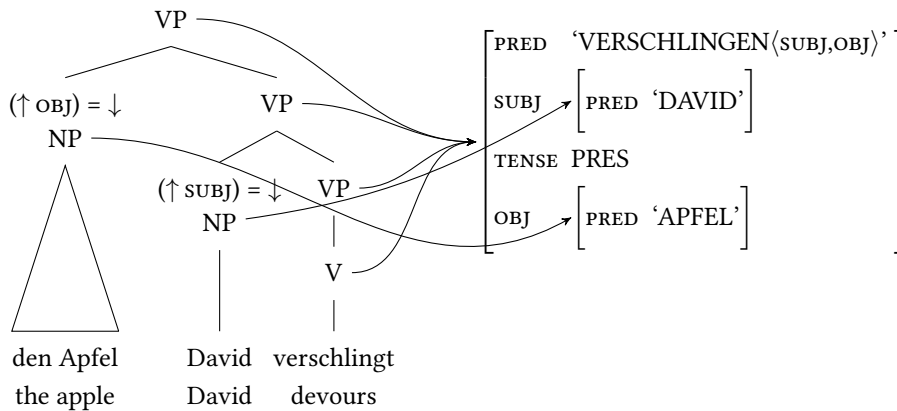 VP
PRED ‘VERSCHLINGEN⟨SUBJ,OBJ⟩’
(↑ OBJ) = ↓
VP
SUBJ PRED ‘DAVID’
NP
TENSE PRES
(↑ SUBJ) = ↓
VP
NP
OBJ PRED ‘APFEL’
V
den Apfel David verschlingt
the apple David devours